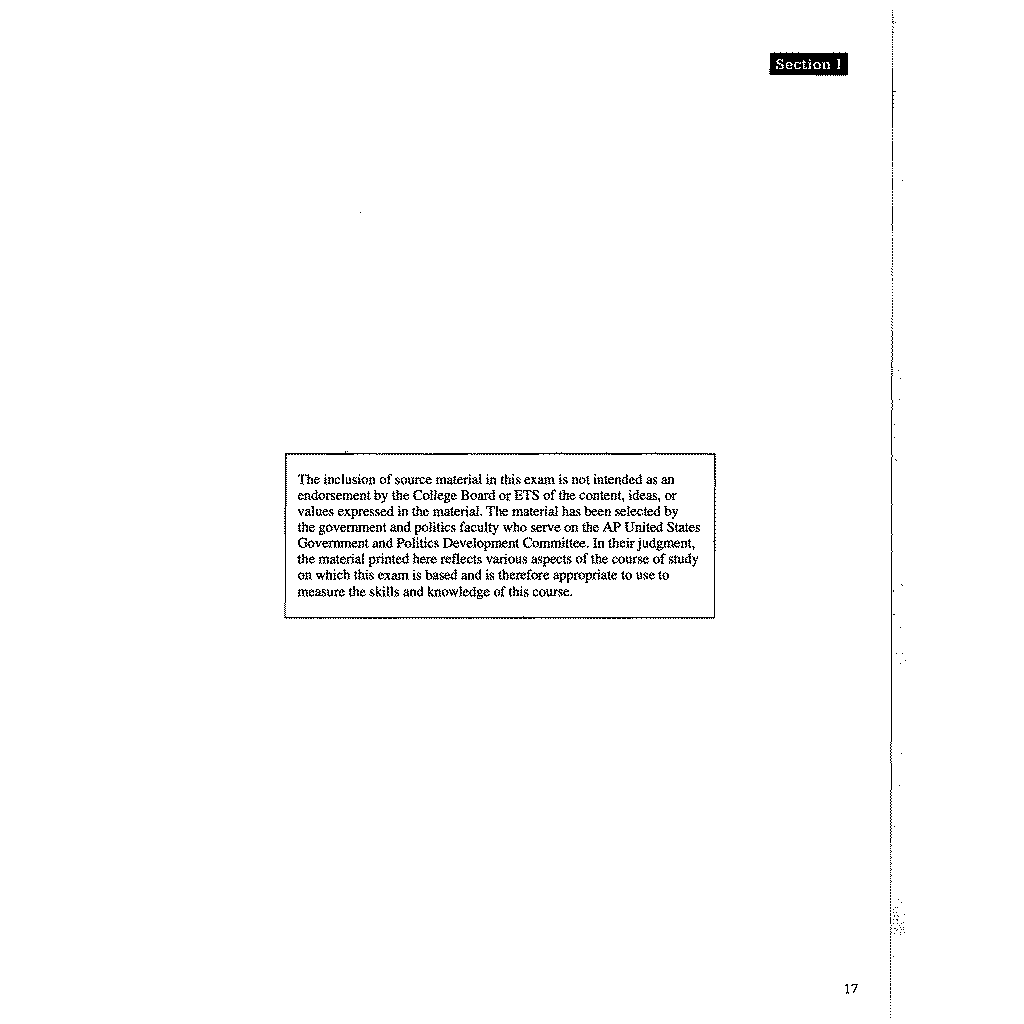 Section I
The inclusion of source material in this exam is not intended as an
endorsement by the College Board or ETS of the content, ideas, or
values expressed in the material. The material has been selected by
the government and politics faculty who serve on the AP United States
Government and Politics Development Committee. In their judgment,
the material printed here reflects various aspects of the course of study
on which this exam is based and is therefore appropriate to use to
measure the skills and knowledge of this course.
17